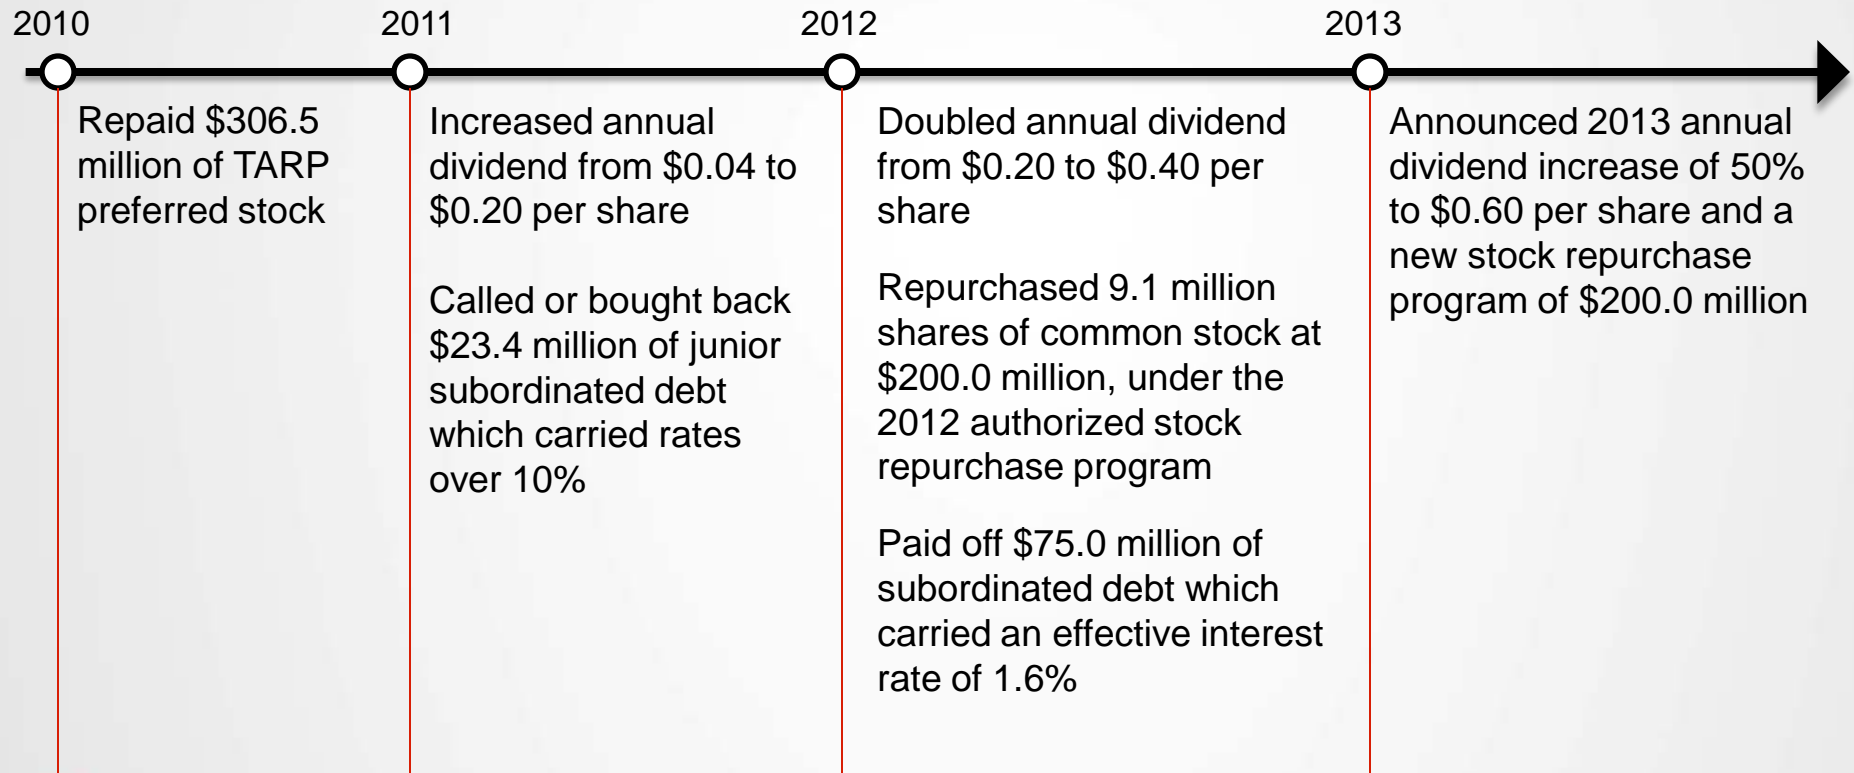 2010
Repaid $306.5
million of TARP
preferred stock
2011
Increased annual
dividend from $0.04 to
$0.20 per share
Called or bought back
$23.4 million of junior
subordinated debt
which carried rates
over 10%
2012
Doubled annual dividend
from $0.20 to $0.40 per
share
Repurchased 9.1 million
shares of common stock at
$200.0 million, under the
2012 authorized stock
repurchase program
Paid off $75.0 million of
subordinated debt which
carried an effective interest
rate of 1.6%
2013
Announced 2013 annual
dividend increase of 50%
to $0.60 per share and a
new stock repurchase
program of $200.0 million